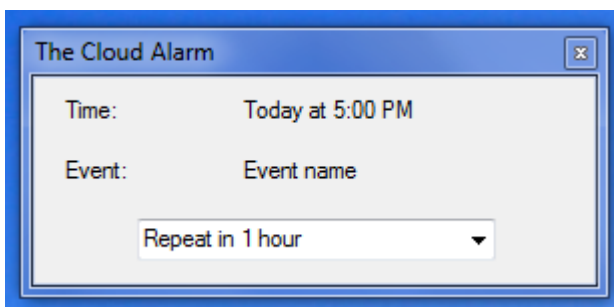 The Cloud Alarm
Time: Today at 5:00 PM
Event: Event name
Repeat in 1 hour